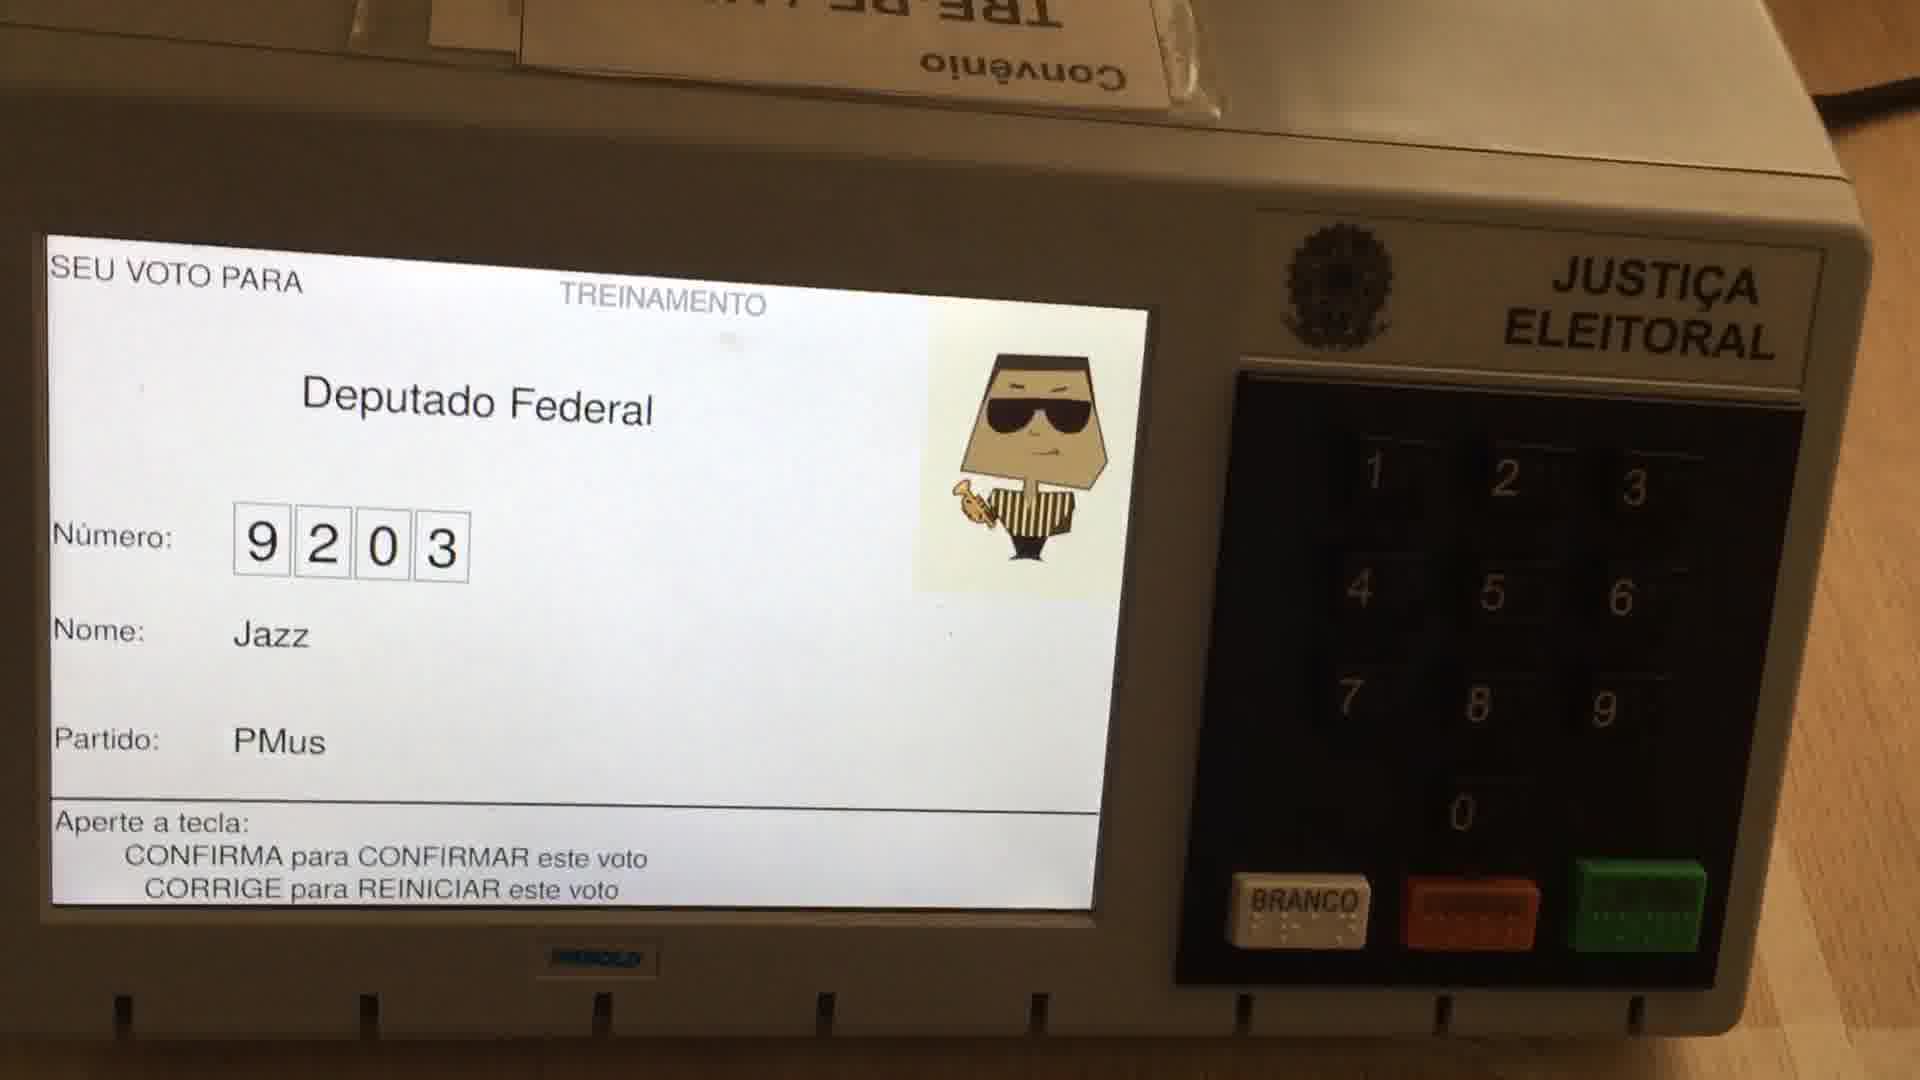 Convênio
SEU VOTO PARA
TREINAMENTO
Deputado Federal
Número: 9203
Nome: Jazz
Partido: PMus
Aperte a tecla:
CONFIRMA para CONFIRMAR este voto
CORRIGE para REINICIAR este voto
JUSTIÇA
ELEITORAL
1 2 3
4 5 6
7 8 9
0
BRANCO